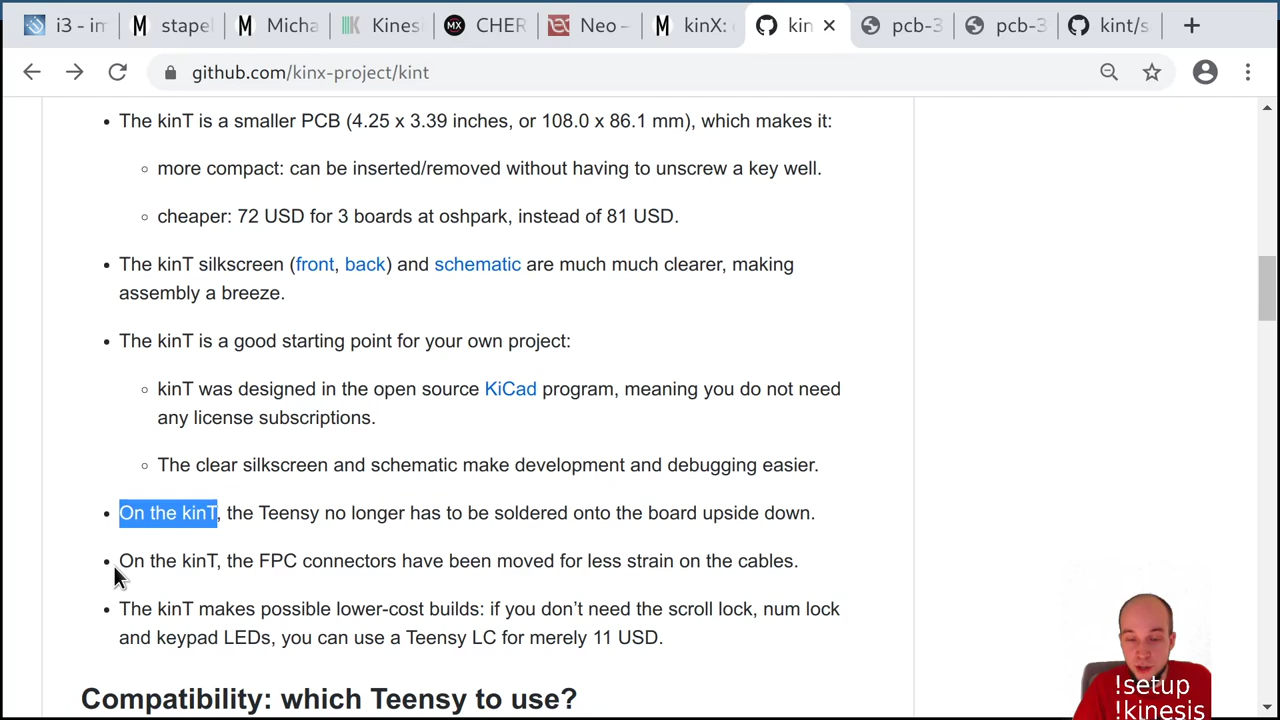 i3 - im
stapel
Micha
Kinesi
CHER
Neo –
kinX: 
kin
pcb-3
pcb-3
kint/s
github.com/kinx-project/kint
• The kinT is a smaller PCB (4.25 x 3.39 inches, or 108.0 x 86.1 mm), which makes it:
◦ more compact: can be inserted/removed without having to unscrew a key well.
◦ cheaper: 72 USD for 3 boards at oshpark, instead of 81 USD.
• The kinT silkscreen (front, back) and schematic are much much clearer, making
assembly a breeze.
• The kinT is a good starting point for your own project:
◦ kinT was designed in the open source KiCad program, meaning you do not need
any license subscriptions.
◦ The clear silkscreen and schematic make development and debugging easier.
• On the kinT, the Teensy no longer has to be soldered onto the board upside down.
• On the kinT, the FPC connectors have been moved for less strain on the cables.
• The kinT makes possible lower-cost builds: if you don’t need the scroll lock, num lock
and keypad LEDs, you can use a Teensy LC for merely 11 USD.
Compatibility: which Teensy to use?
!setup
!kinesis